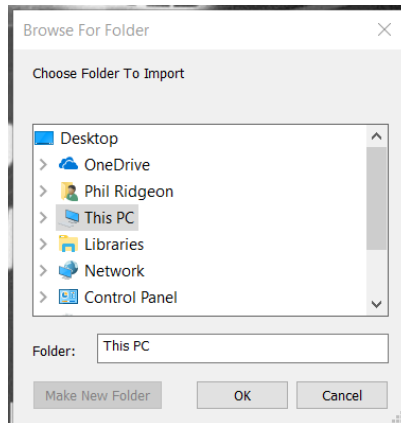 Browse For Folder
Choose Folder To Import
Desktop
OneDrive
Phil Ridgeon
This PC
Libraries
Network
Control Panel
Folder: This PC
Make New Folder OK Cancel